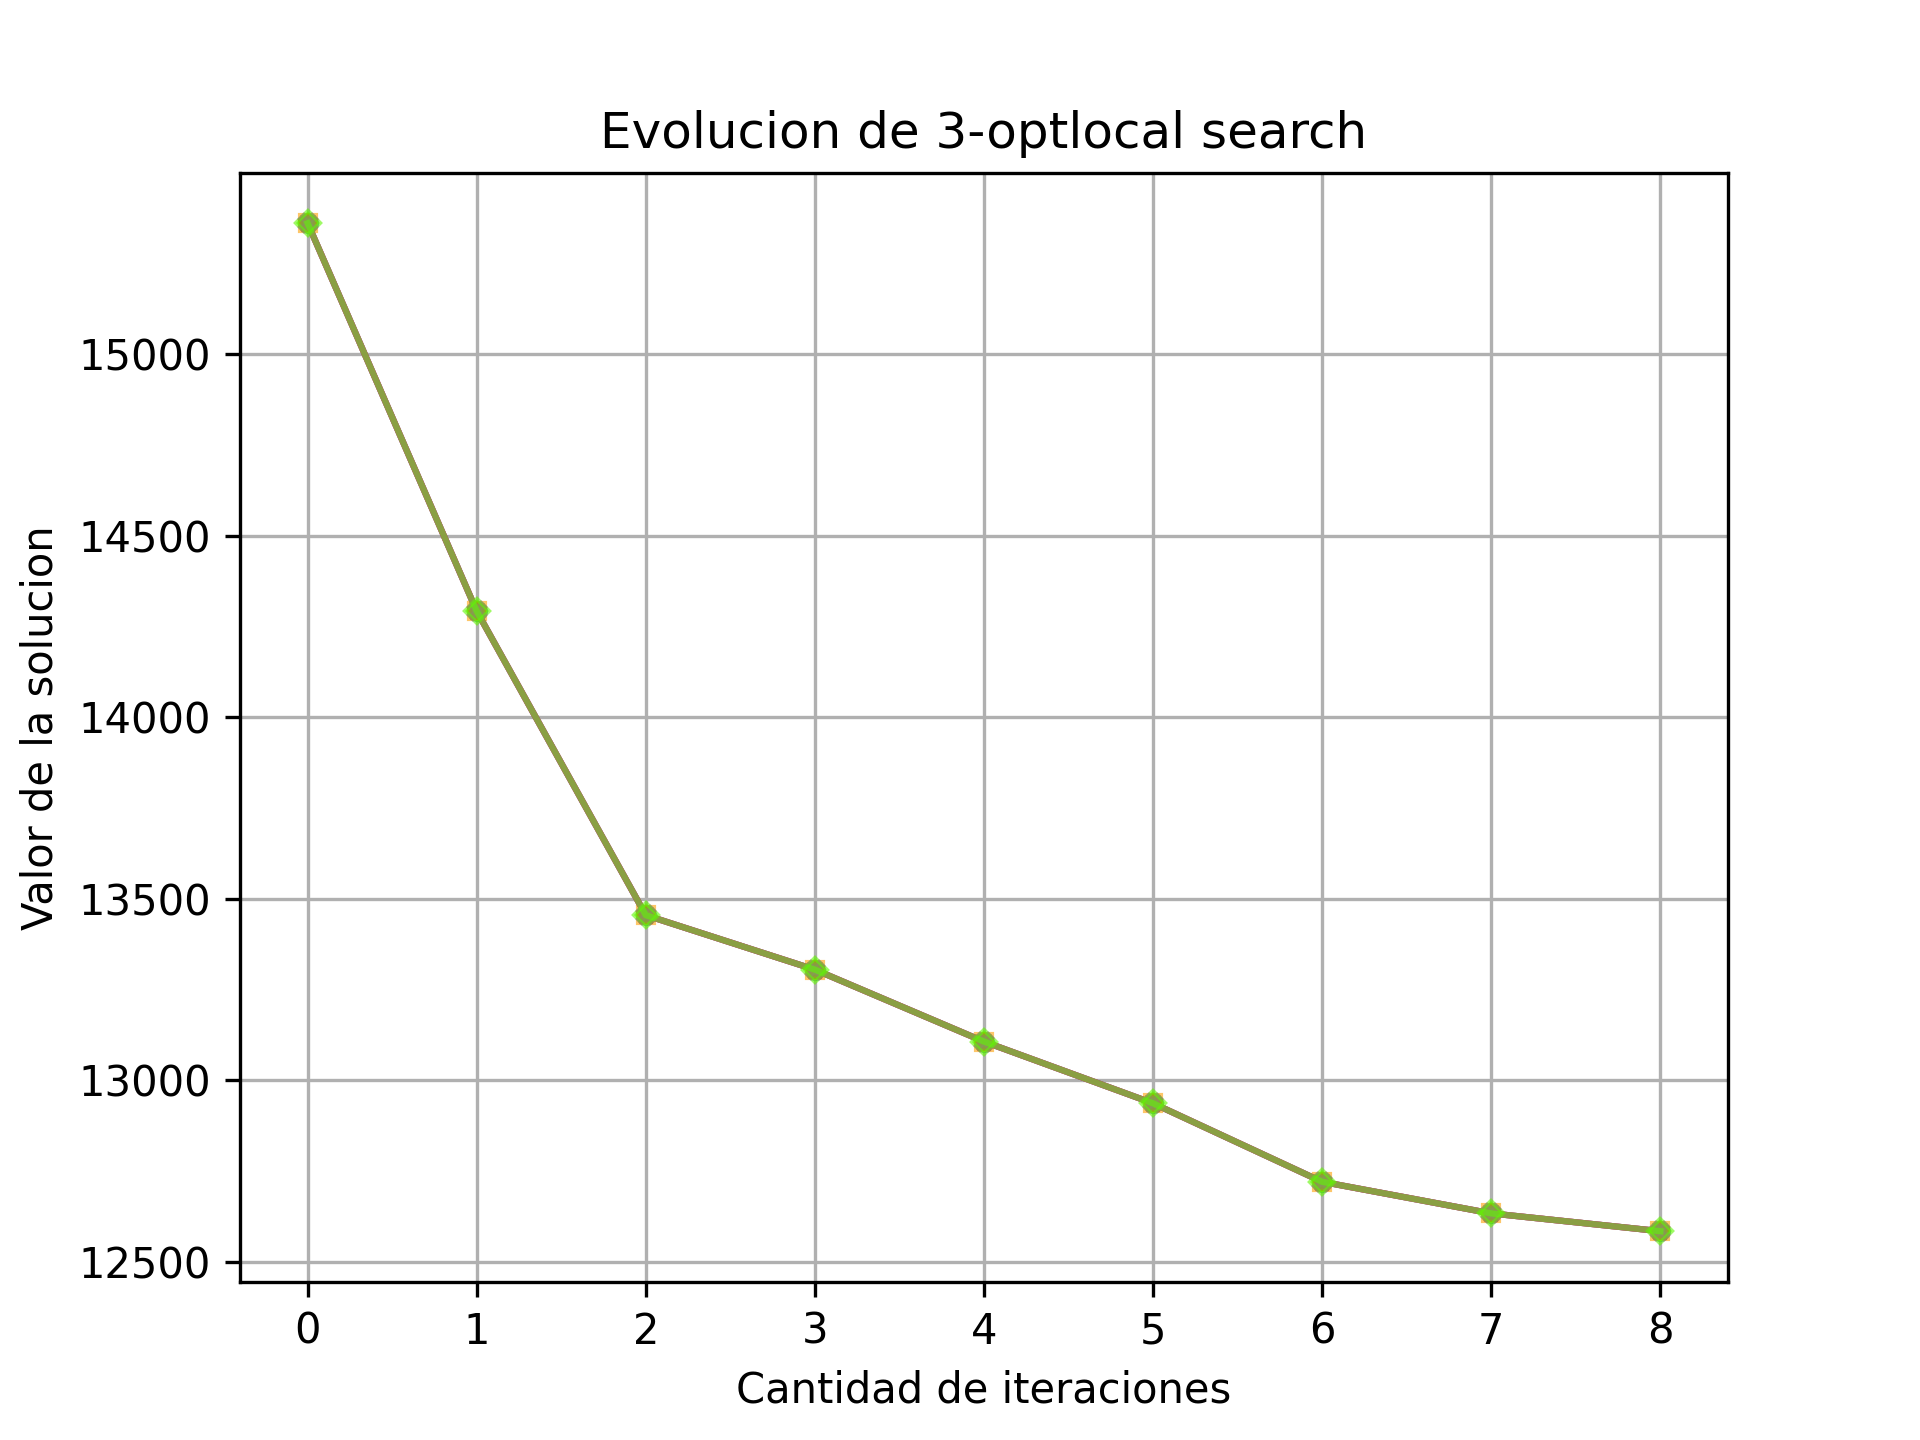 Evolucion de 3-optlocal search
Valor de la solucion
15000
14500
14000
13500
13000
12500
0 1 2 3 4 5 6 7 8
Cantidad de iteraciones